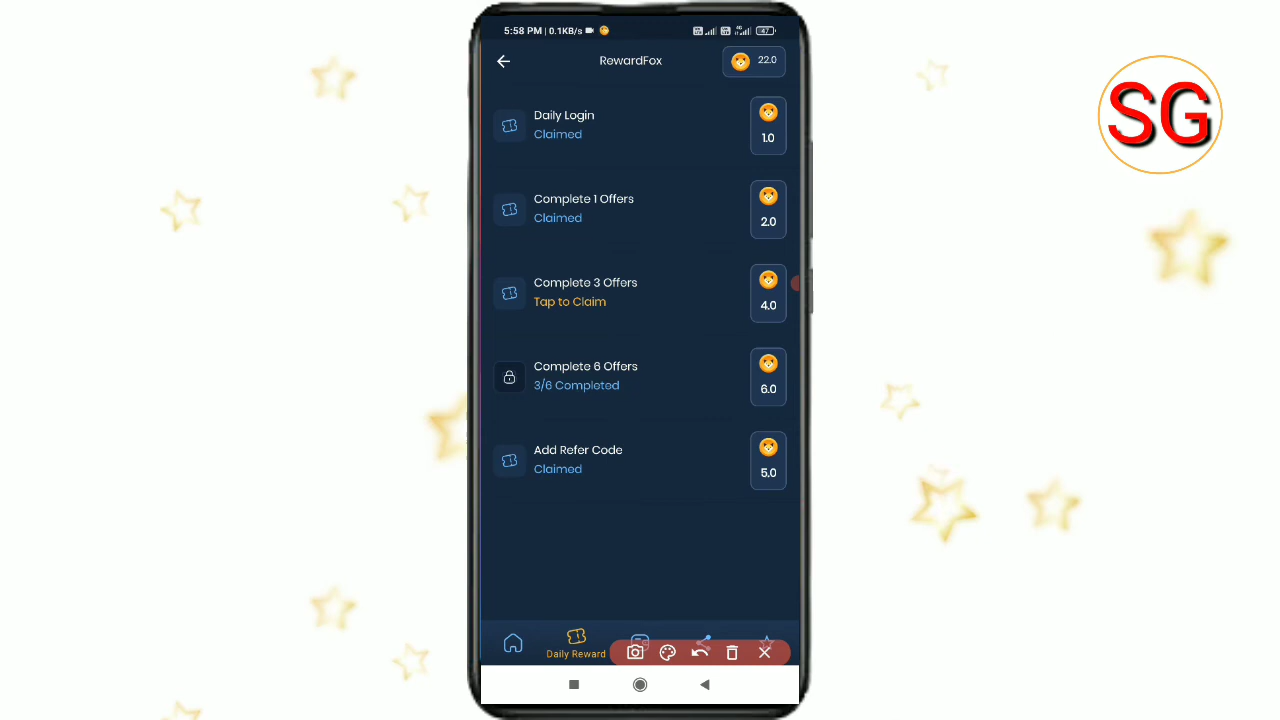 5:58 PM | 0.1KB/s
4G
47
RewardFox
22.0
SG
Daily Login
Claimed
1.0
Complete 1 Offers
Claimed
2.0
Complete 3 Offers
Tap to Claim
4.0
Complete 6 Offers
3/6 Completed
6.0
Add Refer Code
Claimed
5.0
Daily Reward